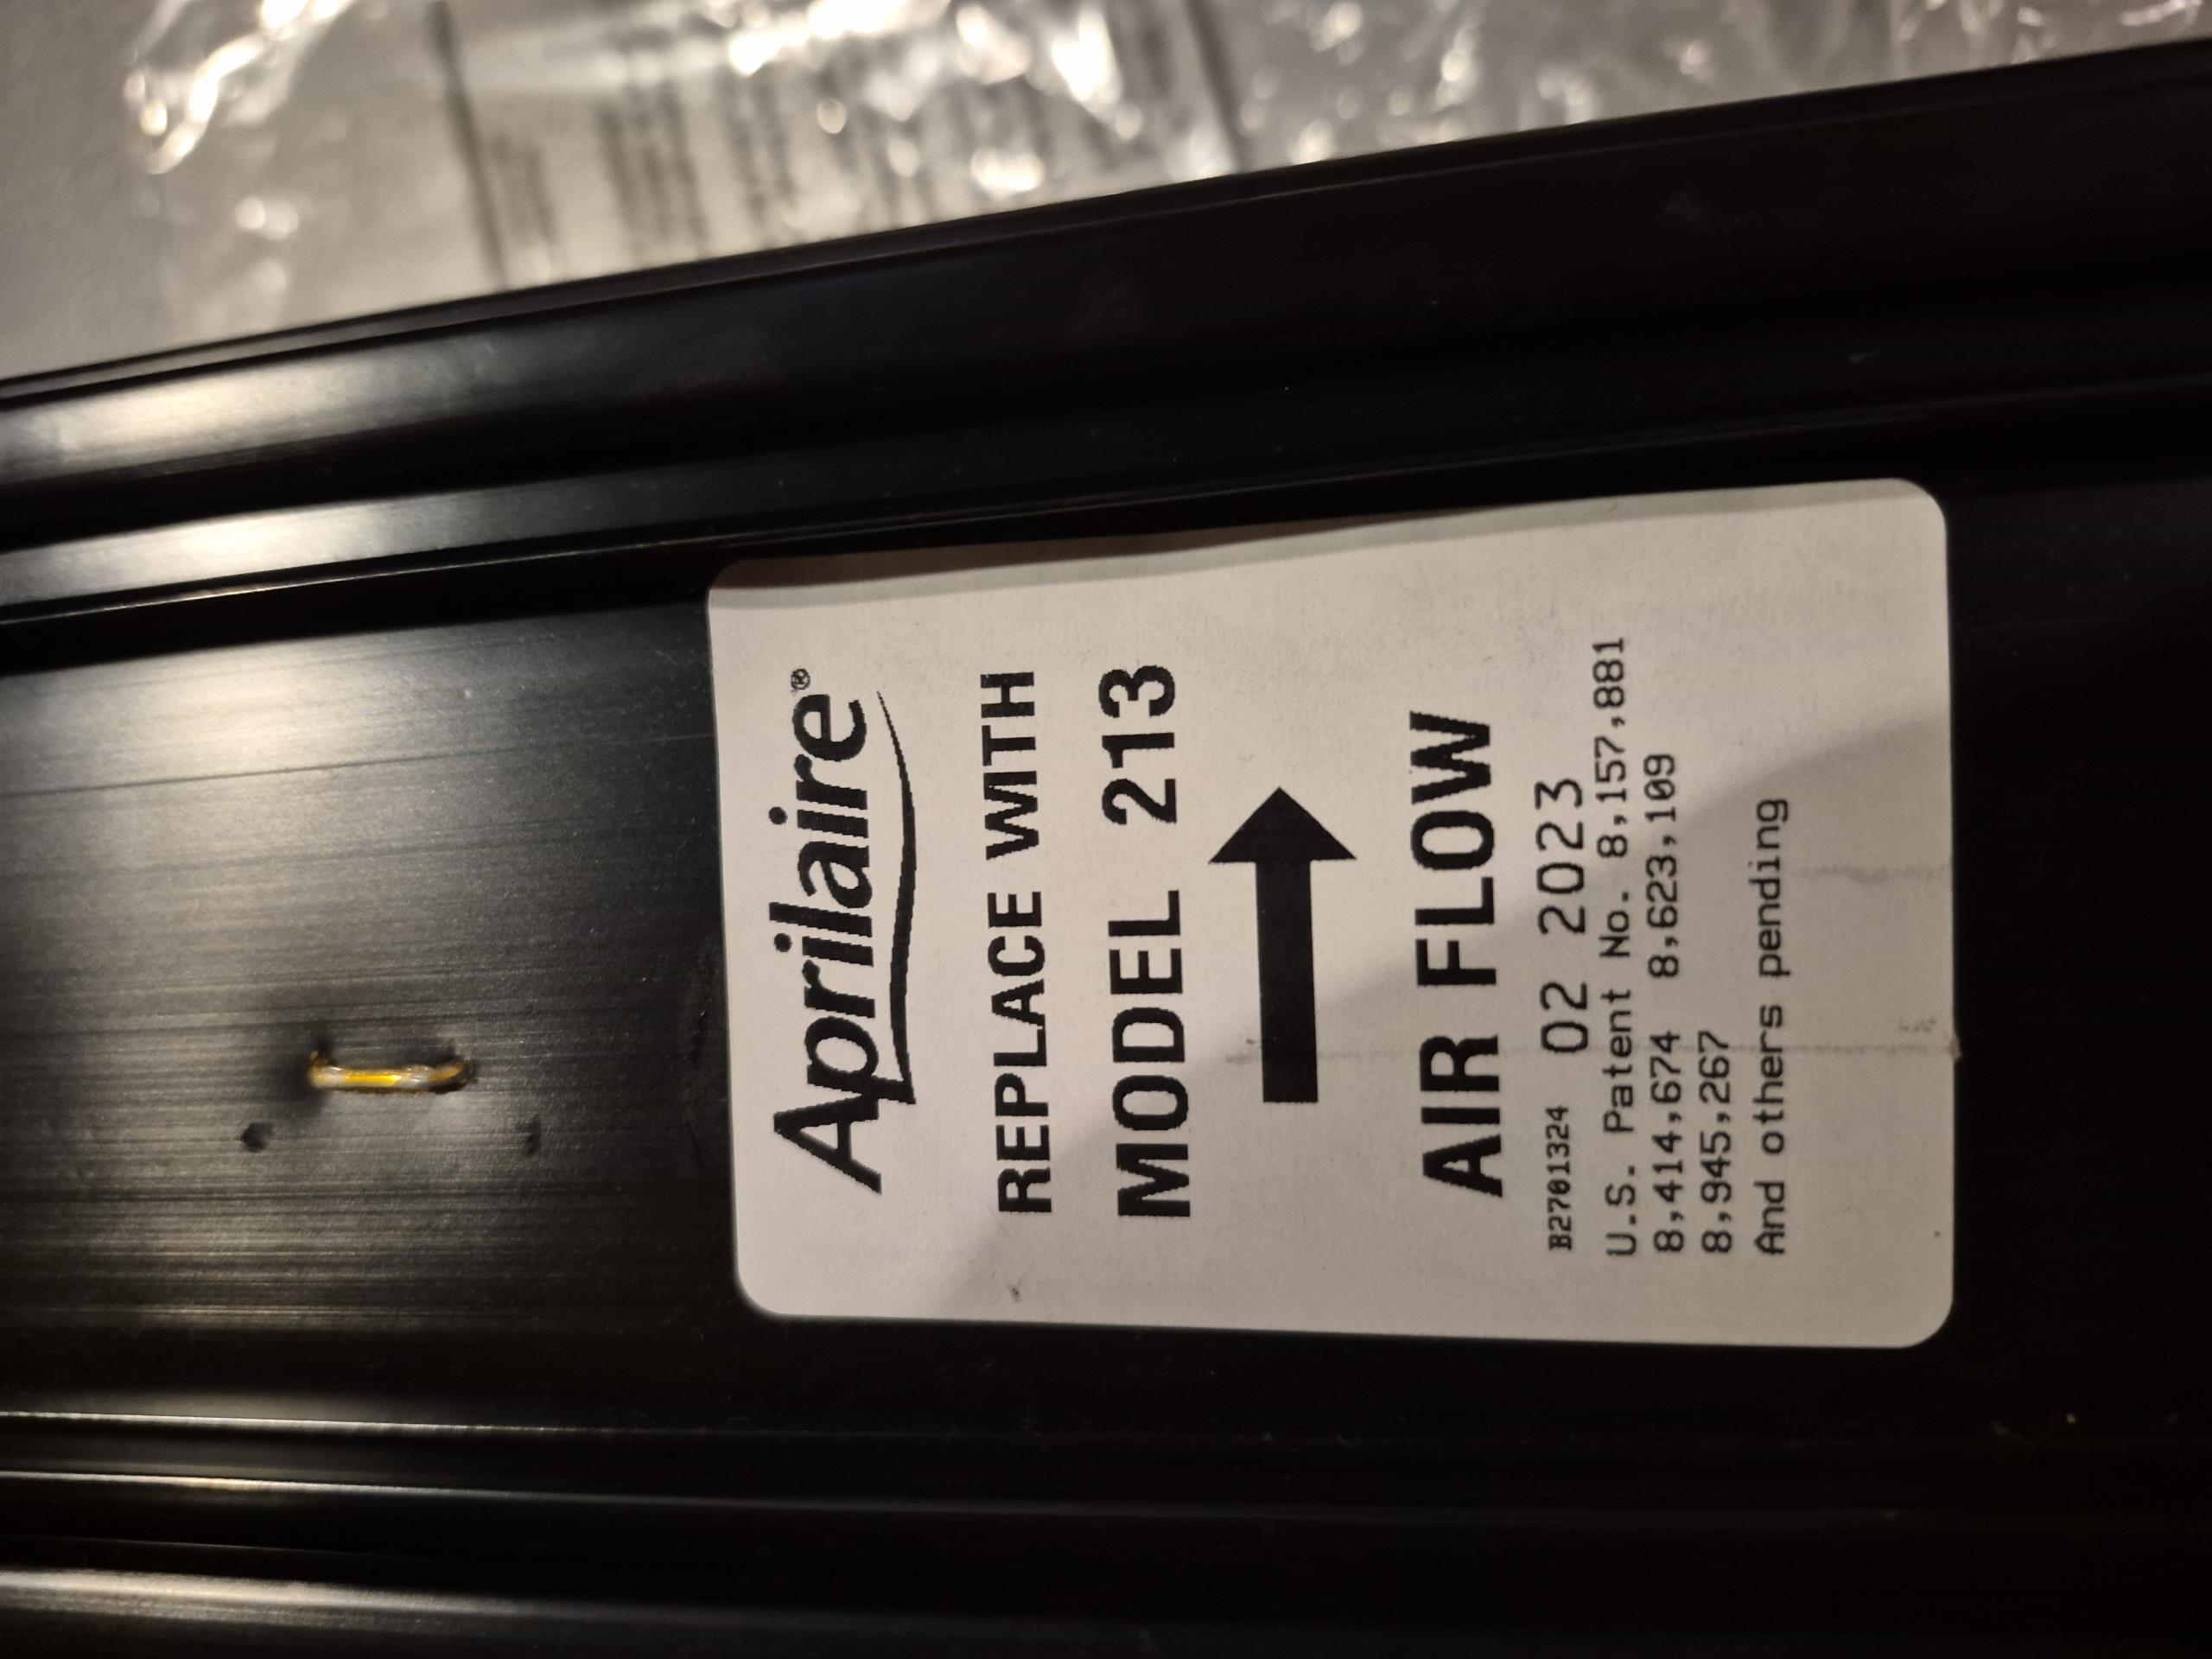 Aprilaire®
REPLACE WITH
MODEL 213
AIR FLOW
B2701324 02 2023
U.S. Patent No. 8,157,881
8,414,674 8,623,109
8,945,267
And others pending